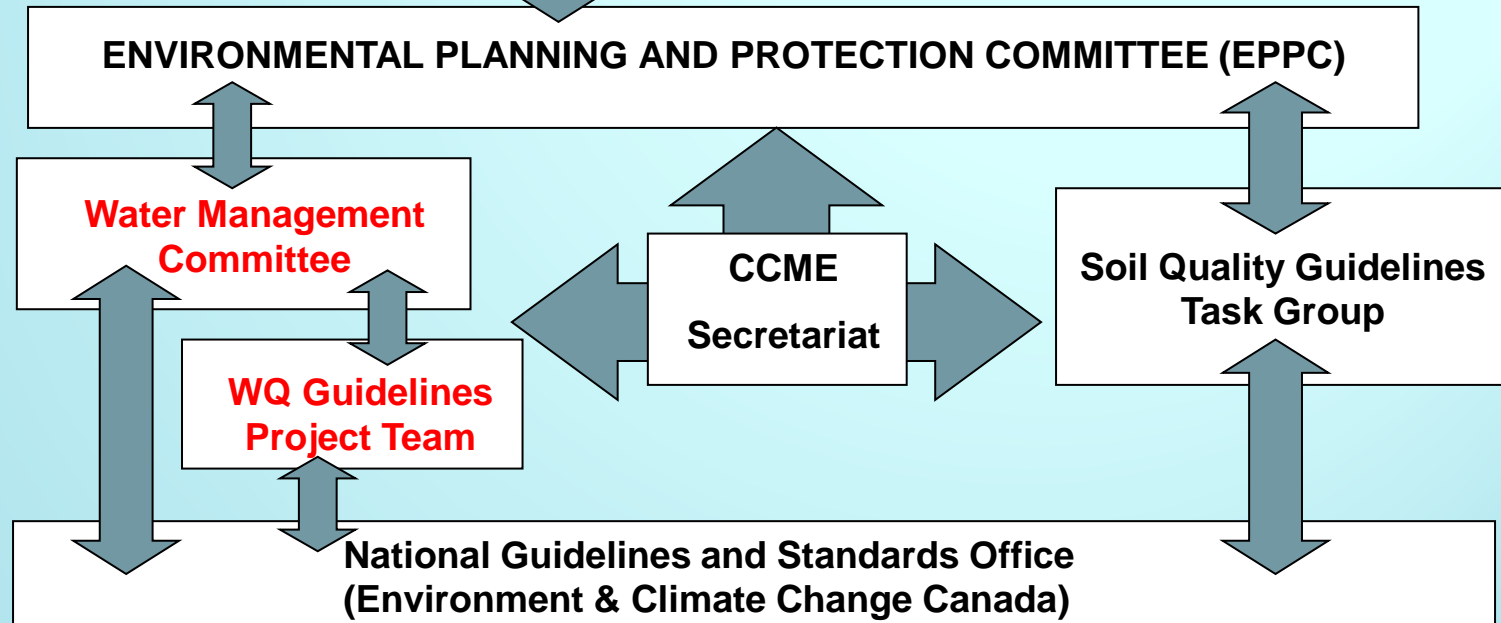 ENVIRONMENTAL PLANNING AND PROTECTION COMMITTEE (EPPC)
Water Management
Committee
CCME
Secretariat
Soil Quality Guidelines
Task Group
WQ Guidelines
Project Team
National Guidelines and Standards Office
(Environment & Climate Change Canada)